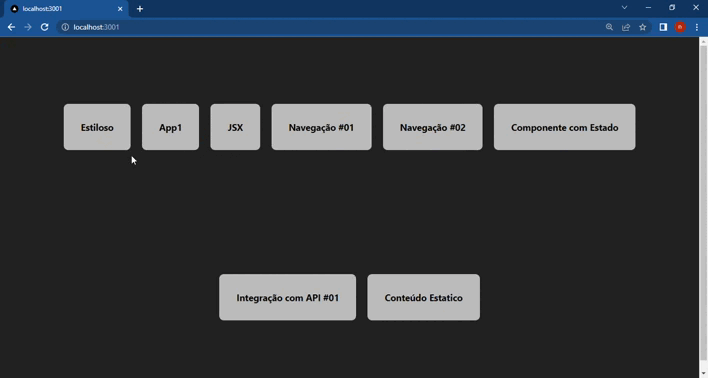 localhost:3001
localhost:3001
Estiloso
App1
JSX
Navegação #01
Navegação #02
Componente com Estado
Integração com API #01
Conteúdo Estatico